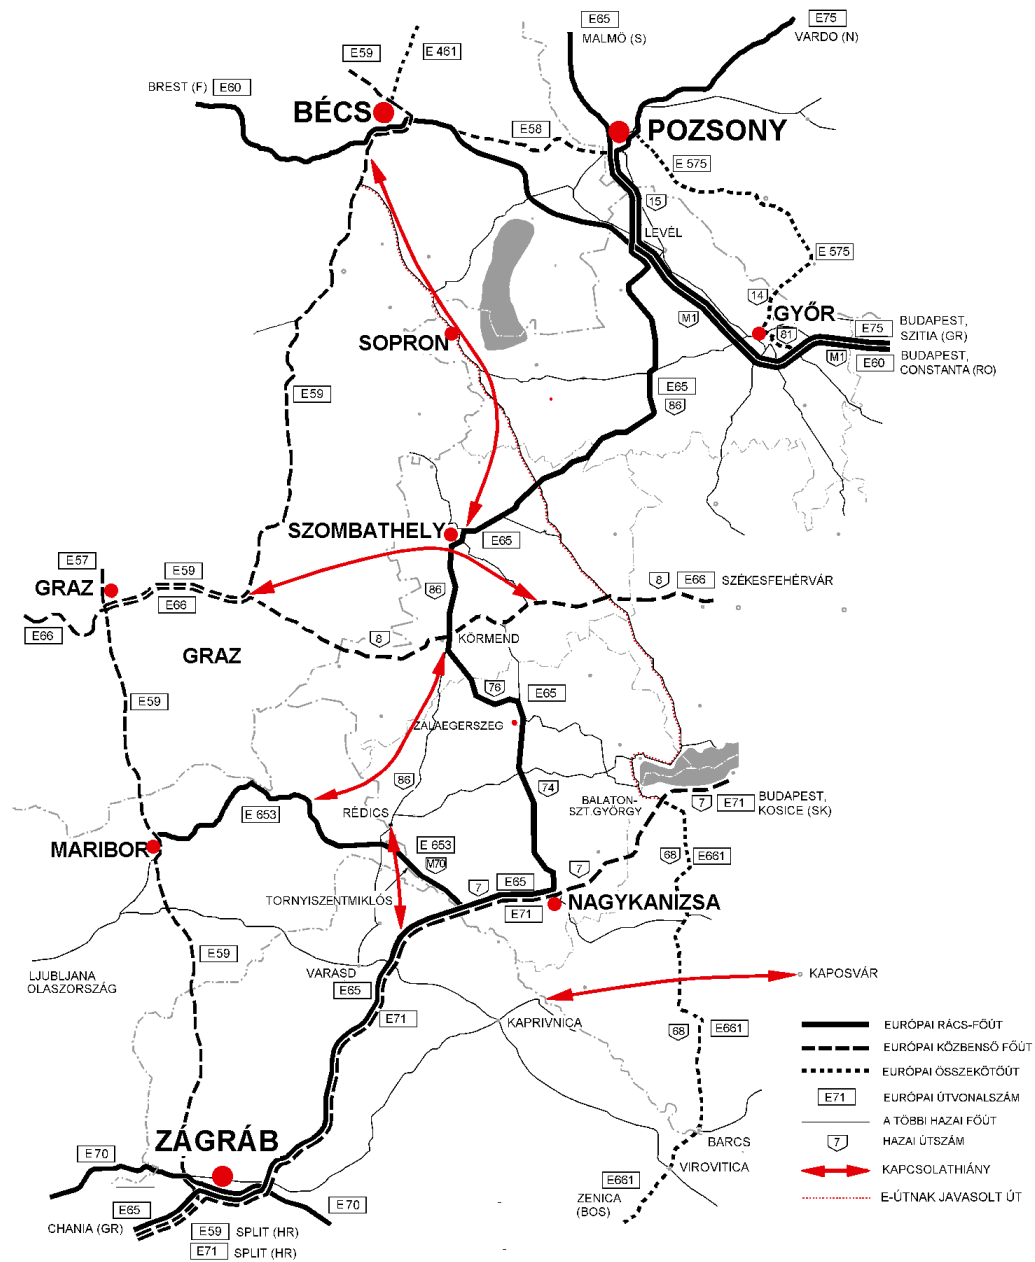 E65
MALMÖ (S)
E75
VARDO (N)
E59
E 461
BREST (F)
E60
BÉCS
E58
POZSONY
E 575
15
LEVÉL
E 575
14
GYŐR
M1
81
E75
BUDAPEST,
SZITIA (GR)
M1
E60
BUDAPEST,
CONSTANTA (RO)
SOPRON
E59
E65
86
SZOMBATHELY
E65
E57
GRAZ
E59
E66
E66
8
E66
SZÉKESFEHÉRVÁR
86
8
KÖRMEND
GRAZ
76
E65
E59
ZALAEGERSZEG
86
74
BALATON-
SZT.GYÖRGY
7
E71
BUDAPEST,
KOSICE (SK)
E 653
RÉDICS
E 653
M70
MARIBOR
68
E661
7
E65
7
TORNYISZENTMIKLÓS
E71
NAGYKANIZSA
E59
LJUBLJANA
OLASZORSZÁG
VARASD
E65
KAPOSVÁR
E71
KAPRIVNICA
68
E661
EURÓPAI RÁCS-FŐÚT
EURÓPAI KÖZBENSŐ FŐÚT
EURÓPAI ÖSSZEKÖTŐÚT
E71
EURÓPAI ÚTVONALSZÁM
A TÖBBI HAZAI FŐÚT
7
HAZAI ÚTSZÁM
KAPCSOLATHIÁNY
E-ÚTNAK JAVASOLT ÚT
ZÁGRÁB
BARCS
VIROVITICA
E 70
E661
ZENICA
(BOS)
E65
E 70
CHANIA (GR)
E59
SPLIT (HR)
E71
SPLIT (HR)